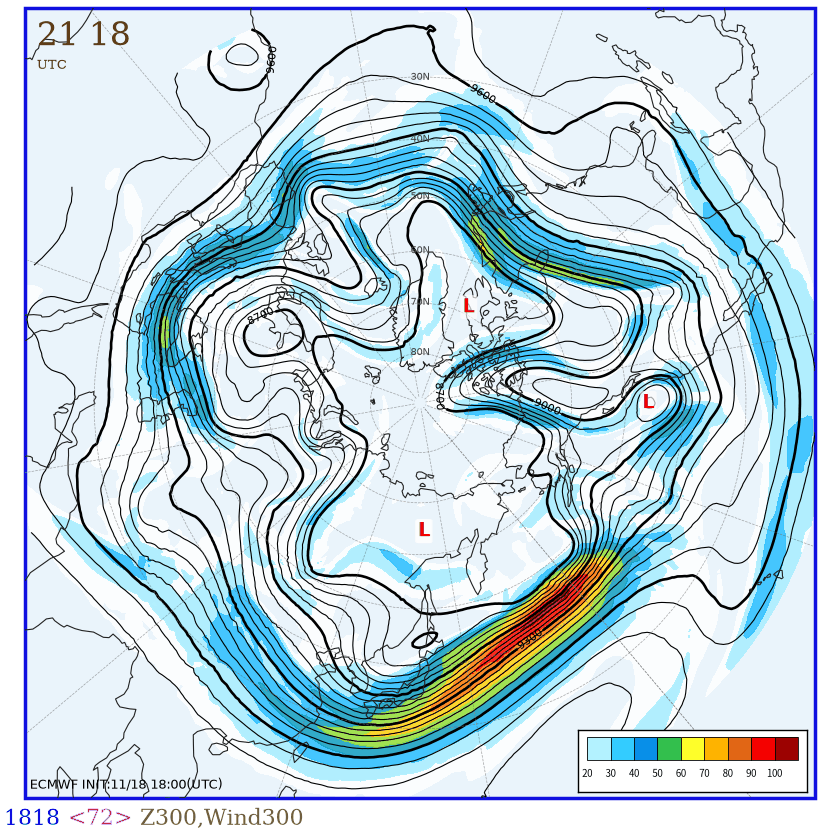 21 18
UTC
9600
30N
9600
40N
50N
60N
L
70N
8700
80N
8700
9000
L
L
9300
20 30 40 50 60 70 80 90 100
ECMWF INIT:11/18 18:00(UTC)
1818 <72> Z300,Wind300